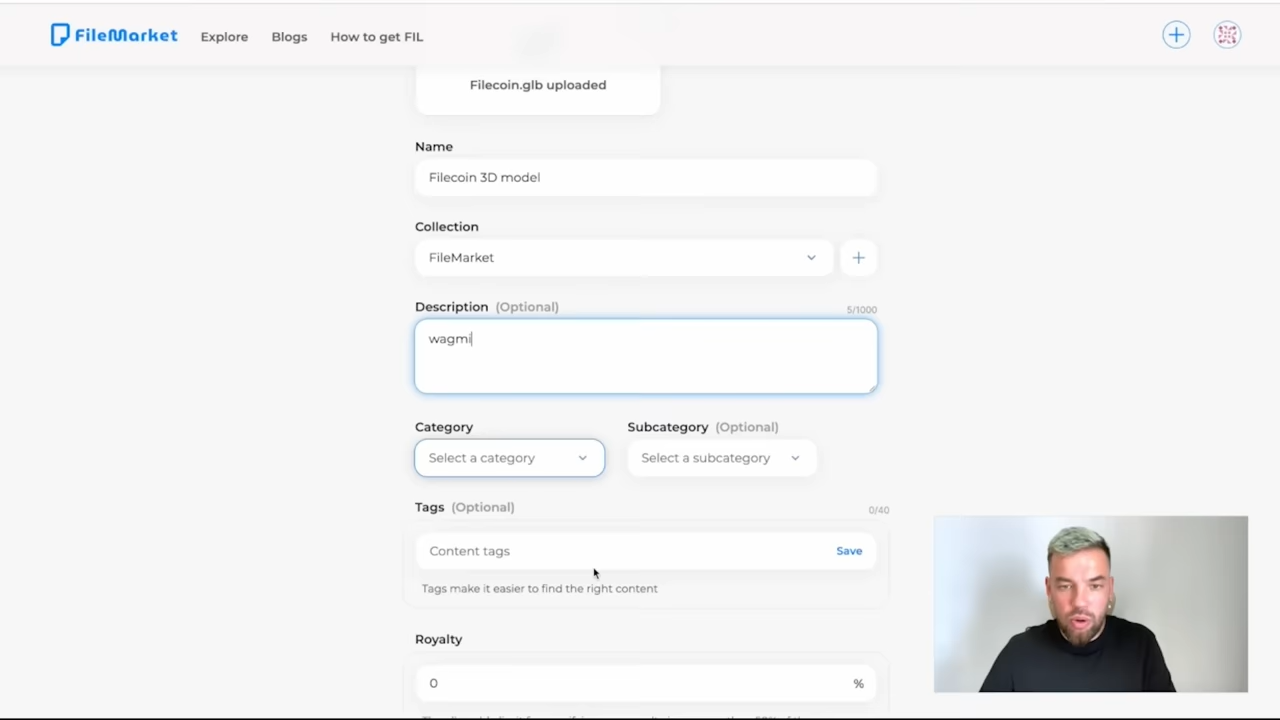 FileMarket Explore Blogs How to get FIL
Filecoin.glb uploaded
Name
Filecoin 3D model
Collection
FileMarket
Description (Optional) 5/1000
wagmi
Category Subcategory (Optional)
Select a category Select a subcategory
Tags (Optional) 0/40
Content tags Save
Tags make it easier to find the right content
Royalty
0 %